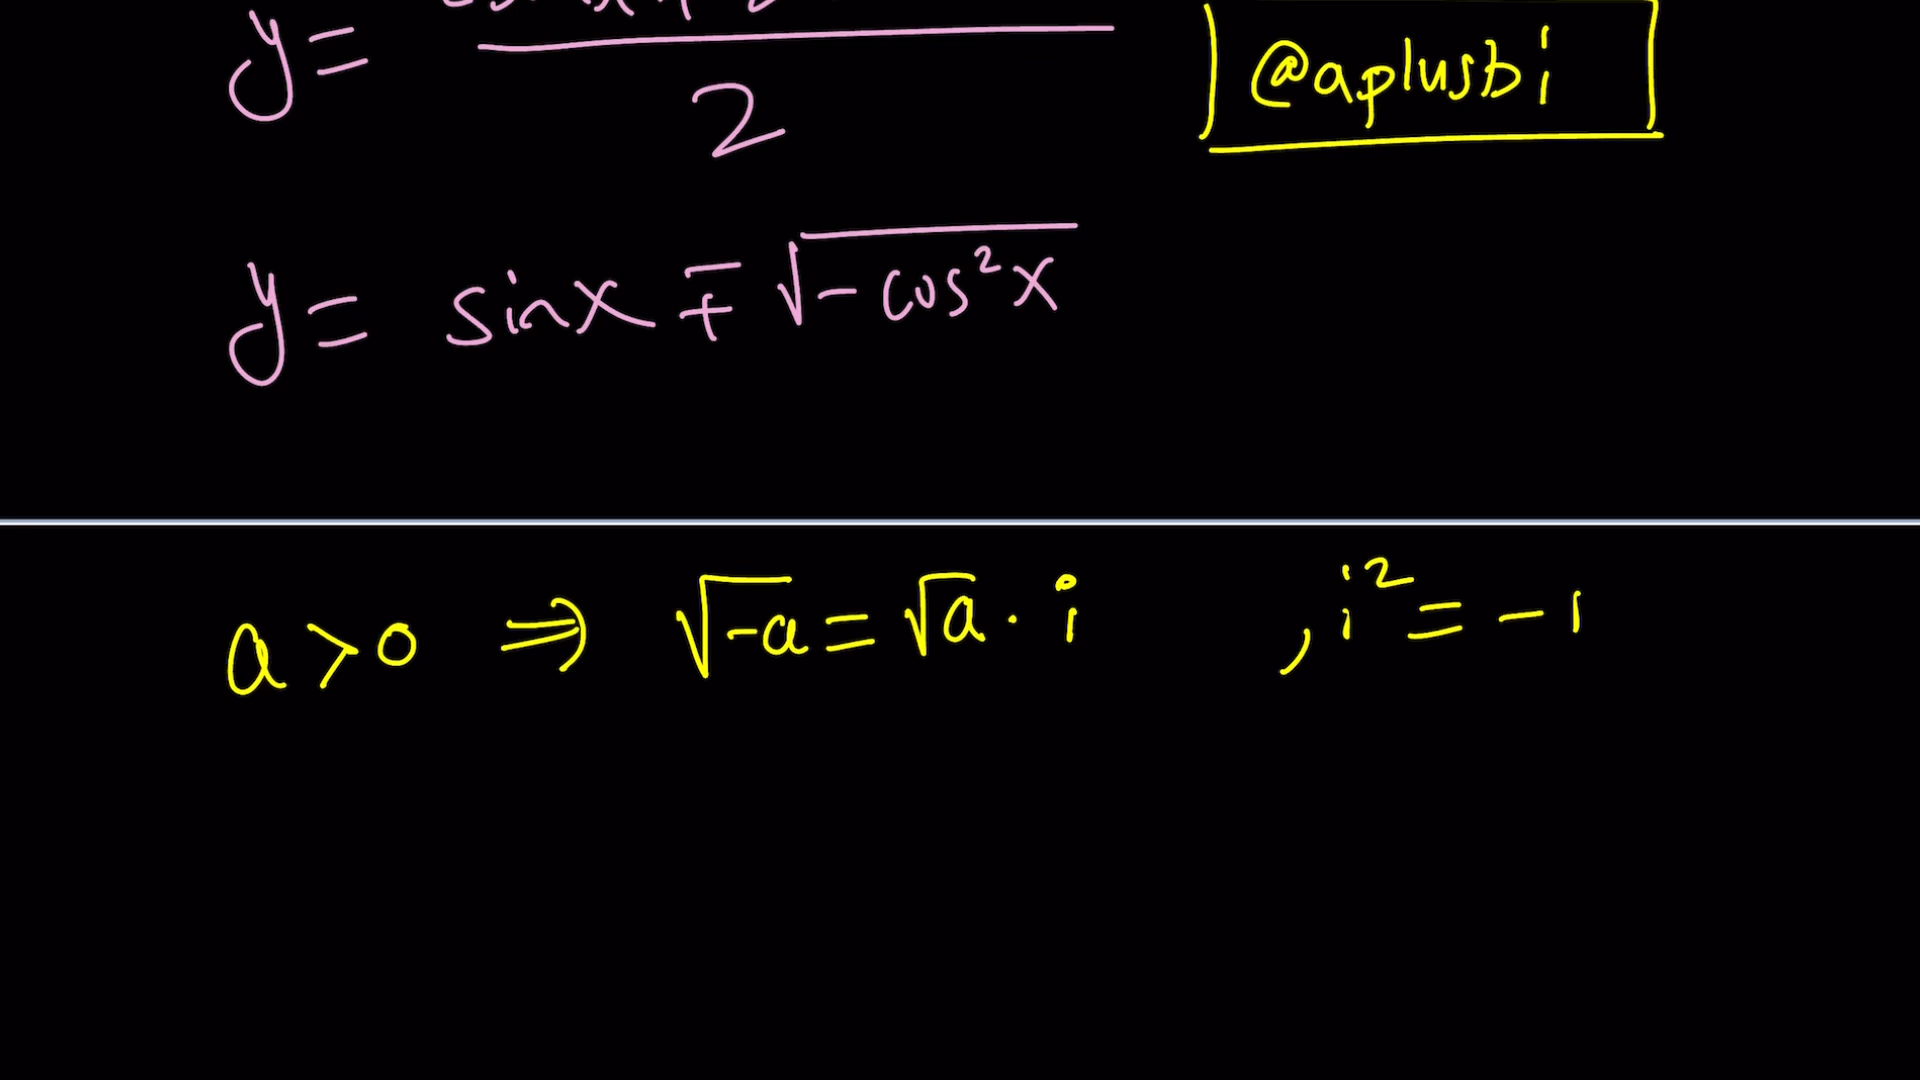 y =
2
@aplusbi
y = sinx ∓ √-cos²x
a > 0 ⇒ √-a = √a · i , i² = -1